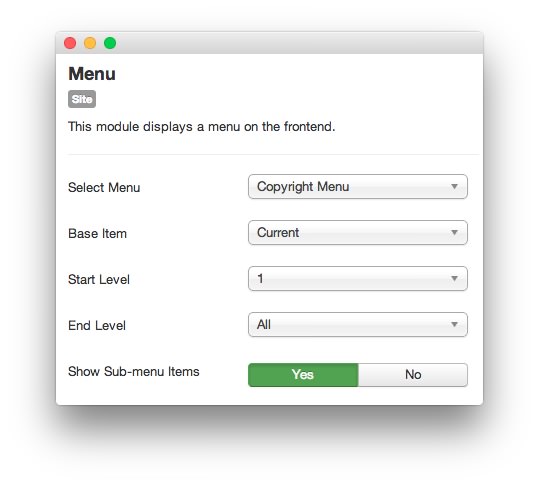 Menu
Site
This module displays a menu on the frontend.
Select Menu Copyright Menu
Base Item Current
Start Level 1
End Level All
Show Sub-menu Items Yes No